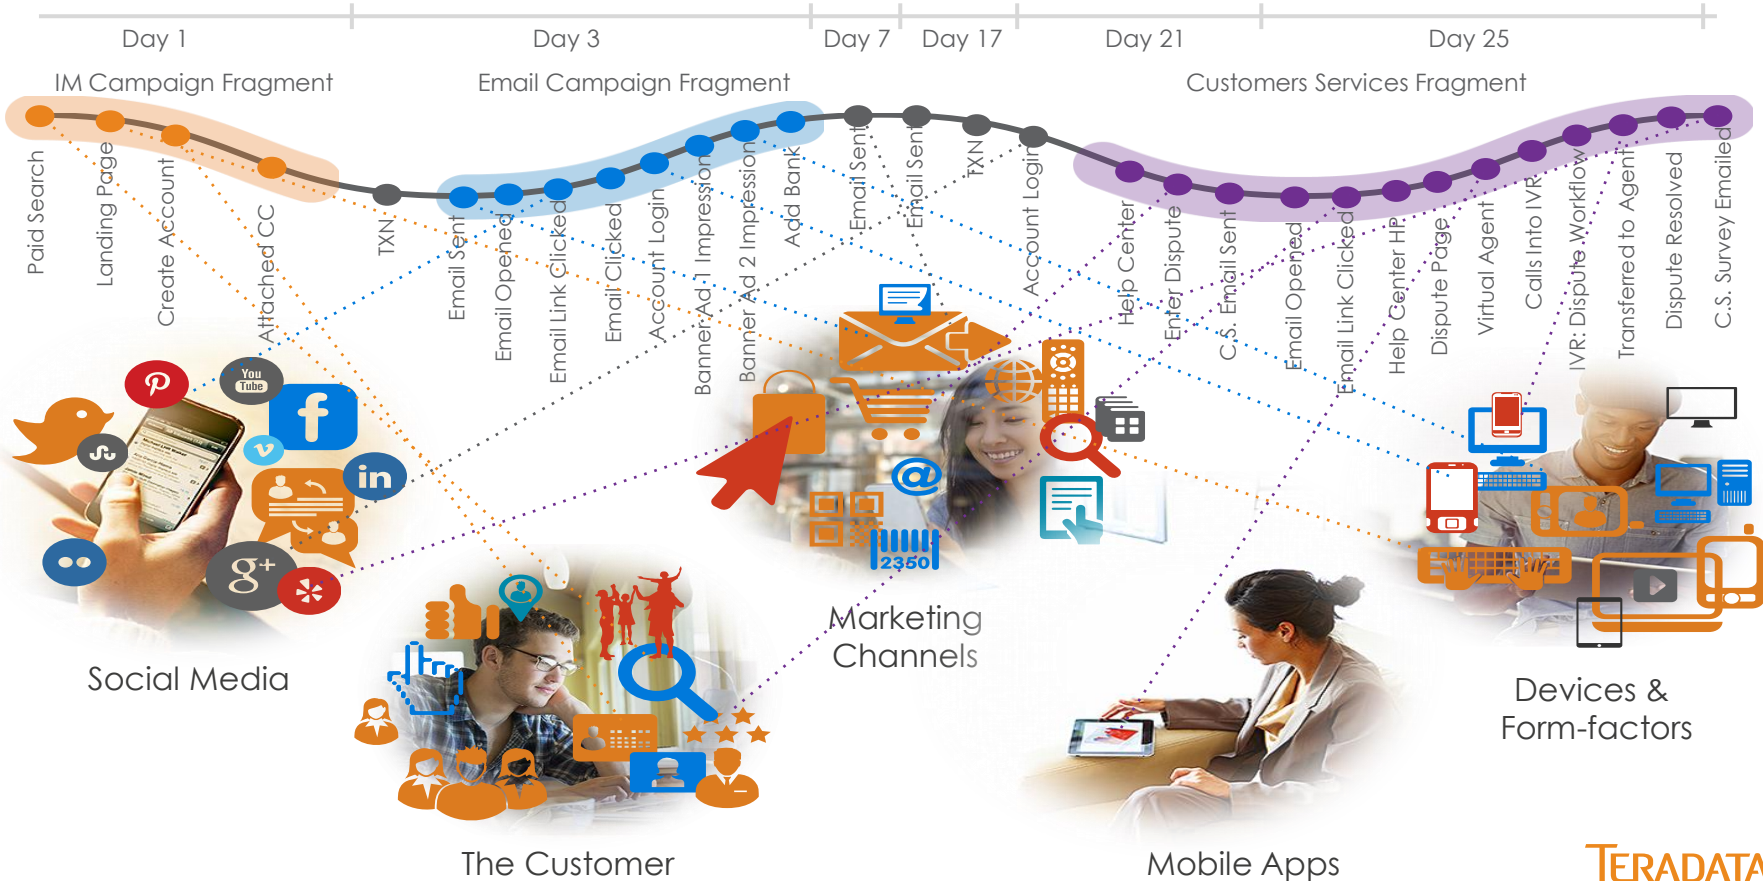 Day 1
Day 3
Day 7
Day 17
Day 21
Day 25
IM Campaign Fragment
Email Campaign Fragment
Customers Services Fragment
Paid Search
Landing Page
Create Account
Attached CC
TXN
Email Sent
Email Opened
Email Link Clicked
Email Clicked
Account Login
Banner Ad 1 Impression
Banner Ad 2 Impression
Add Bank
Email Sent
Email Sent
TXN
Account Login
Help Center
Enter Dispute
C.S. Email Sent
Email Opened
Email Link Clicked
Help Center HP
Dispute Page
Virtual Agent
Calls Into IVR
IVR: Dispute Workflow
Transferred to Agent
Dispute Resolved
C.S. Survey Emailed
You
Tube
f
in
g+
@
2350
Social Media
The Customer
Marketing
Channels
Mobile Apps
Devices &
Form-factors
TERADATA